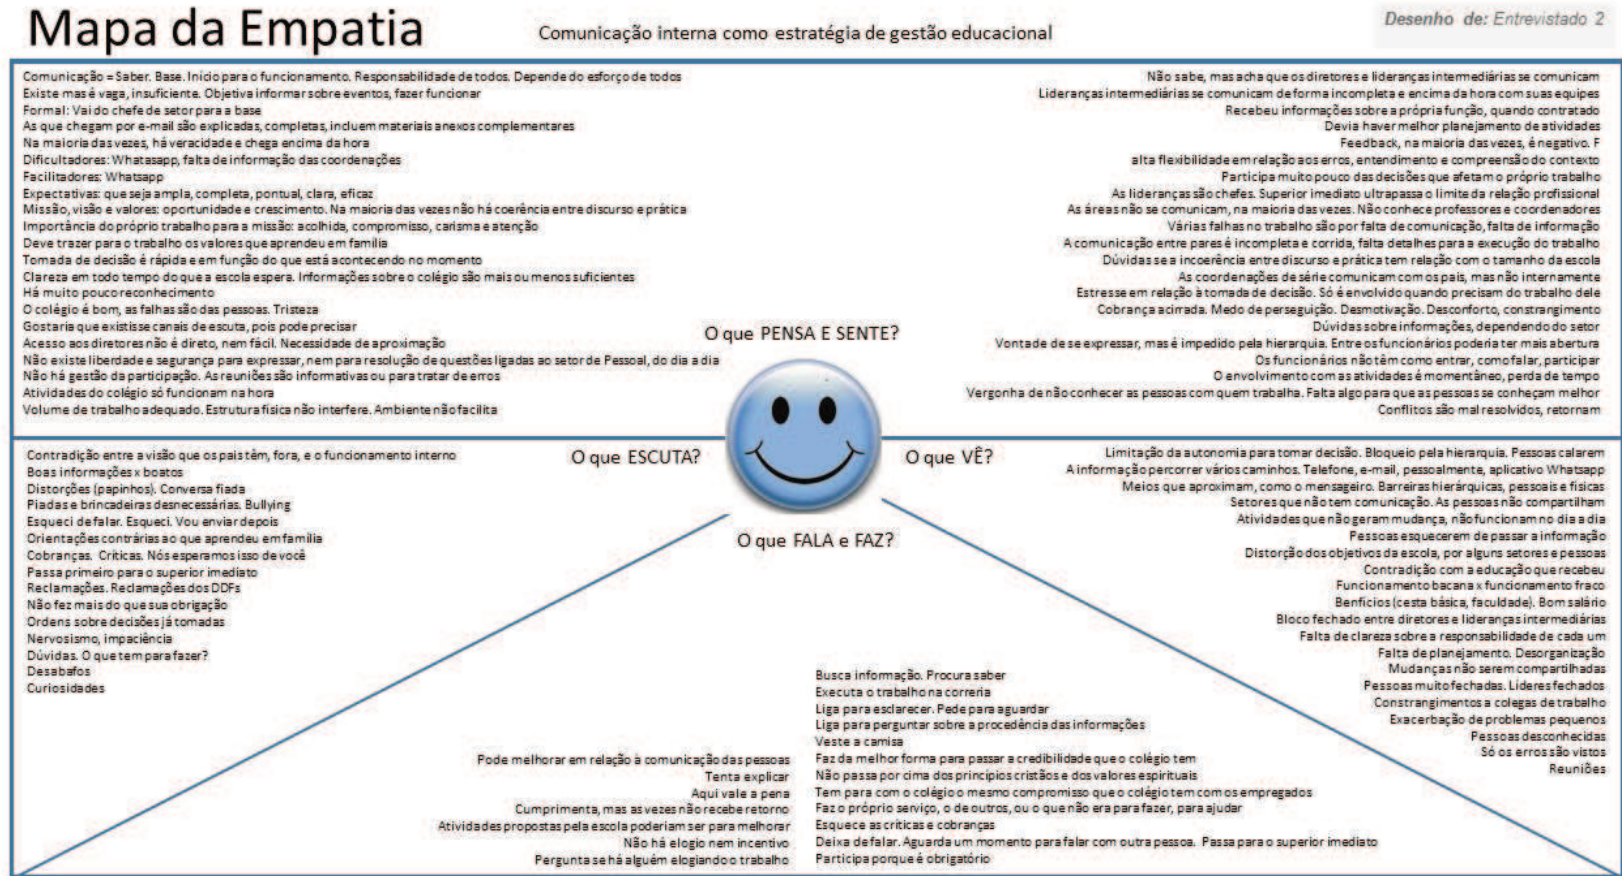 Mapa da Empatia
Comunicação interna como estratégia de gestão educacional
Desenho de: Entrevistado 2
Comunicação = Saber. Base. Início para o funcionamento. Responsabilidade de todos. Depende do esforço de todos
Existe mas é vaga, insuficiente. Objetiva informar sobre eventos, fazer funcionar
Formal: Vai do chefe de setor para a base
As que chegam por e-mail são explicadas, completas, incluem materiais anexos complementares
Na maioria das vezes, há veracidade e chega encima da hora
Dificultadores: Whatasapp, falta de informação das coordenações
Facilitadores: Whatsapp
Expectativas: que seja ampla, completa, pontual, clara, eficaz
Missão, visão e valores: oportunidade e crescimento. Na maioria das vezes não há coerência entre discurso e prática
Importância do próprio trabalho para a missão: acolhida, compromisso, carisma e atenção
Deve trazer para o trabalho os valores que aprendeu em família
Tomada de decisão é rápida e em função do que está acontecendo no momento
Clareza em todo tempo do que a escola espera. Informações sobre o colégio são mais ou menos suficientes
Há muito pouco reconhecimento
O colégio é bom, as falhas são das pessoas. Tristeza
Gostaria que existisse canais de escuta, pois pode precisar
Acesso aos diretores não é direto, nem fácil. Necessidade de aproximação
Não existe liberdade e segurança para expressar, nem para resolução de questões ligadas ao setor de Pessoal, do dia a dia
Não há gestão da participação. As reuniões são informativas ou para tratar de erros
Atividades do colégio só funcionam na hora
Volume de trabalho adequado. Estrutura física não interfere. Ambiente não facilita
O que PENSA E SENTE?
Não sabe, mas acha que os diretores e lideranças intermediárias se comunicam
Lideranças intermediárias se comunicam de forma incompleta e encima da hora com suas equipes
Recebeu informações sobre a própria função, quando contratado
Devia haver melhor planejamento de atividades
Feedback, na maioria das vezes, é negativo. F
alta flexibilidade em relação aos erros, entendimento e compreensão do contexto
Participa muito pouco das decisões que afetam o próprio trabalho
As lideranças são chefes. Superior imediato ultrapassa o limite da relação profissional
As áreas não se comunicam, na maioria das vezes. Não conhece professores e coordenadores
Várias falhas no trabalho são por falta de comunicação, falta de informação
A comunicação entre pares é incompleta e corrida, falta detalhes para a execução do trabalho
Dúvidas se a incoerência entre discurso e prática tem relação com o tamanho da escola
As coordenações de série comunicam com os pais, mas não internamente
Estresse em relação à tomada de decisão. Só é envolvido quando precisam do trabalho dele
Cobrança acirrada. Medo de perseguição. Desmotivação. Desconforto, constrangimento
Dúvidas sobre informações, dependendo do setor
Vontade de se expressar, mas é impedido pela hierarquia. Entre os funcionários poderia ter mais abertura
Os funcionários não têm como entrar, como falar, participar
O envolvimento com as atividades é momentâneo, perda de tempo
Vergonha de não conhecer as pessoas com quem trabalha. Falta algo para que as pessoas se conheçam melhor
Conflitos são mal resolvidos, retornam
O que ESCUTA?
Contradição entre a visão que os pais têm, fora, e o funcionamento interno
Boas informações x boatos
Distorções (papinhos). Conversa fiada
Piadas e brincadeiras desnecessárias. Bullying
Esqueci de falar. Esqueci. Vou enviar depois
Orientações contrárias ao que aprendeu em família
Cobranças. Críticas. Nós esperamos isso de você
Passa primeiro para o superior imediato
Reclamações. Reclamações dos DDFs
Não fez mais do que sua obrigação
Ordens sobre decisões já tomadas
Nervosismo, impaciência
Dúvidas. O que tem para fazer?
Desabafos
Curiosidades
O que VÊ?
Limitação da autonomia para tomar decisão. Bloqueio pela hierarquia. Pessoas calarem
A informação percorrer vários caminhos. Telefone, e-mail, pessoalmente, aplicativo Whatsapp
Meios que aproximam, como o mensageiro. Barreiras hierárquicas, pessoais e físicas
Setores que não tem comunicação. As pessoas não compartilham
Atividades que não geram mudança, não funcionam no dia a dia
Pessoas esquecerem de passar a informação
Distorção dos objetivos da escola, por alguns setores e pessoas
Contradição com a educação que recebeu
Funcionamento bacana x funcionamento fraco
Benfícios (cesta básica, faculdade). Bom salário
Bloco fechado entre diretores e lideranças intermediárias
Falta de clareza sobre a responsabilidade de cada um
Falta de planejamento. Desorganização
Mudanças não serem compartilhadas
Pessoas muito fechadas. Líderes fechados
Constrangimentos a colegas de trabalho
Exacerbação de problemas pequenos
Pessoas desconhecidas
Só os erros são vistos
Reuniões
O que FALA e FAZ?
Pode melhorar em relação à comunicação das pessoas
Tenta explicar
Aqui vale a pena
Cumprimenta, mas as vezes não recebe retorno
Atividades propostas pela escola poderiam ser para melhorar
Não há elogio nem incentivo
Pergunta se há alguém elogiando o trabalho
Busca informação. Procura saber
Executa o trabalho na correria
Liga para esclarecer. Pede para aguardar
Liga para perguntar sobre a procedência das informações
Veste a camisa
Faz da melhor forma para passar a credibilidade que o colégio tem
Não passa por cima dos princípios cristãos e dos valores espirituais
Tem para com o colégio o mesmo compromisso que o colégio tem com os empregados
Faz o próprio serviço, o de outros, ou o que não era para fazer, para ajudar
Esquece as críticas e cobranças
Deixa de falar. Aguarda um momento para falar com outra pessoa. Passa para o superior imediato
Participa porque é obrigatório